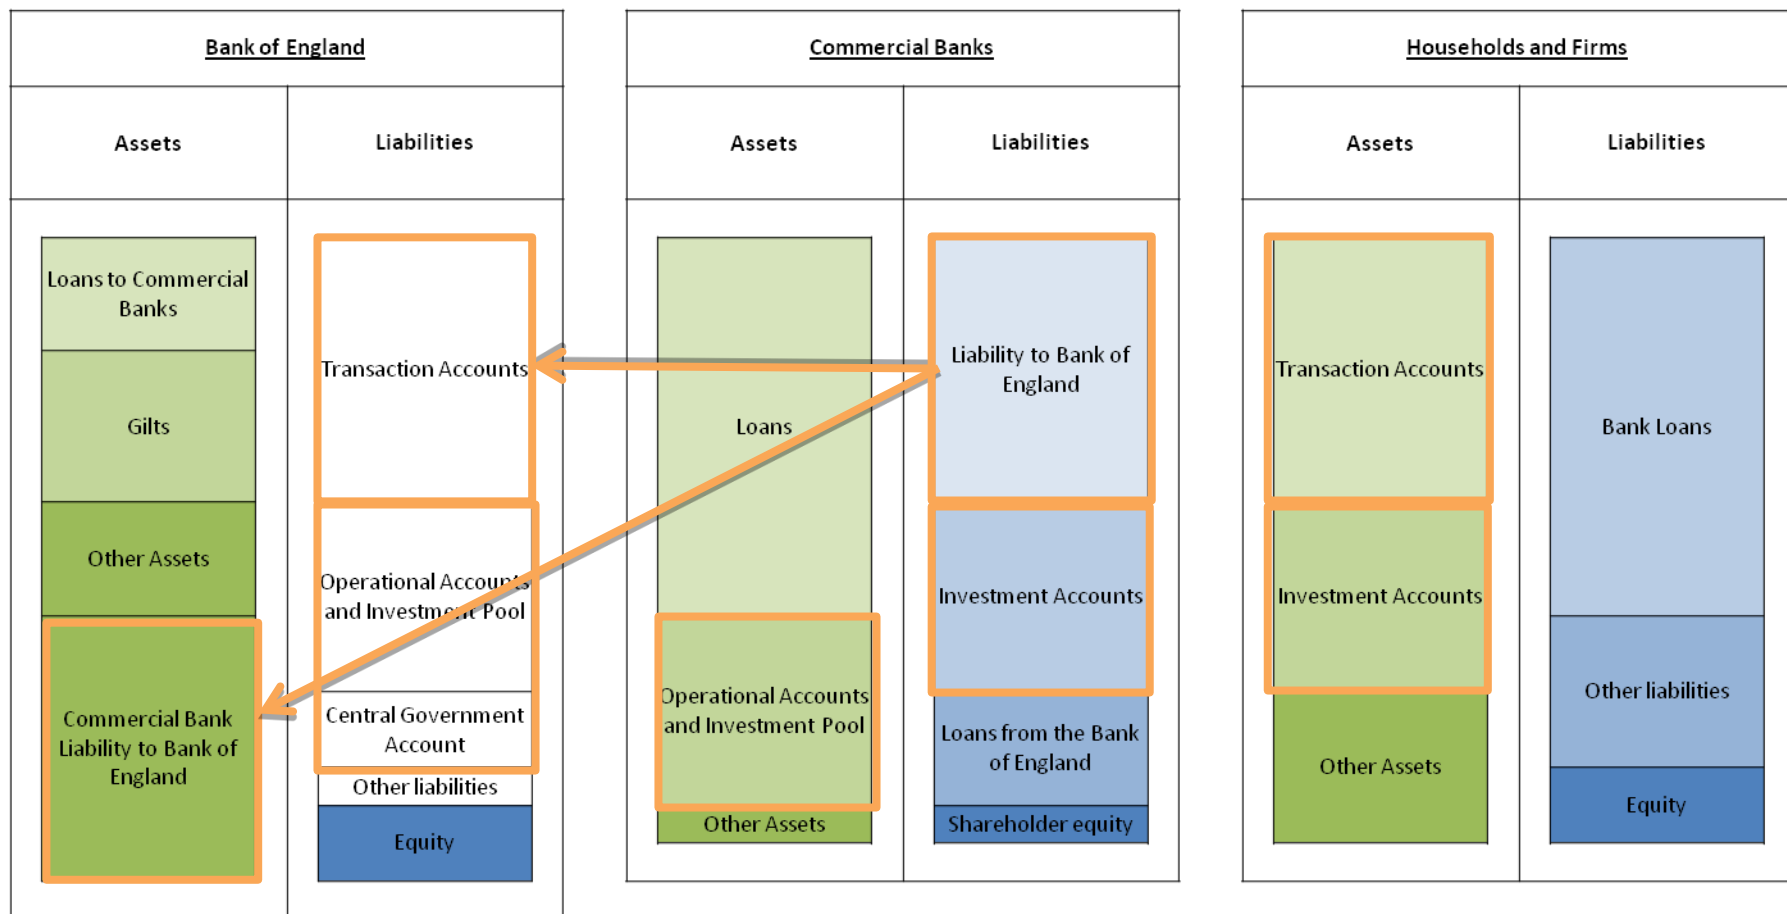 Bank of England
Assets
Liabilities
Loans to Commercial
Banks
Gilts
Other Assets
Commercial Bank
Liability to Bank of
England
Transaction Accounts
Operational Accounts
and Investment Pool
Central Government
Account
Other liabilities
Equity
Commercial Banks
Assets
Liabilities
Loans
Operational Accounts
and Investment Pool
Other Assets
Liability to Bank of
England
Investment Accounts
Loans from the Bank
of England
Shareholder equity
Households and Firms
Assets
Liabilities
Transaction Accounts
Investment Accounts
Other Assets
Bank Loans
Other liabilities
Equity